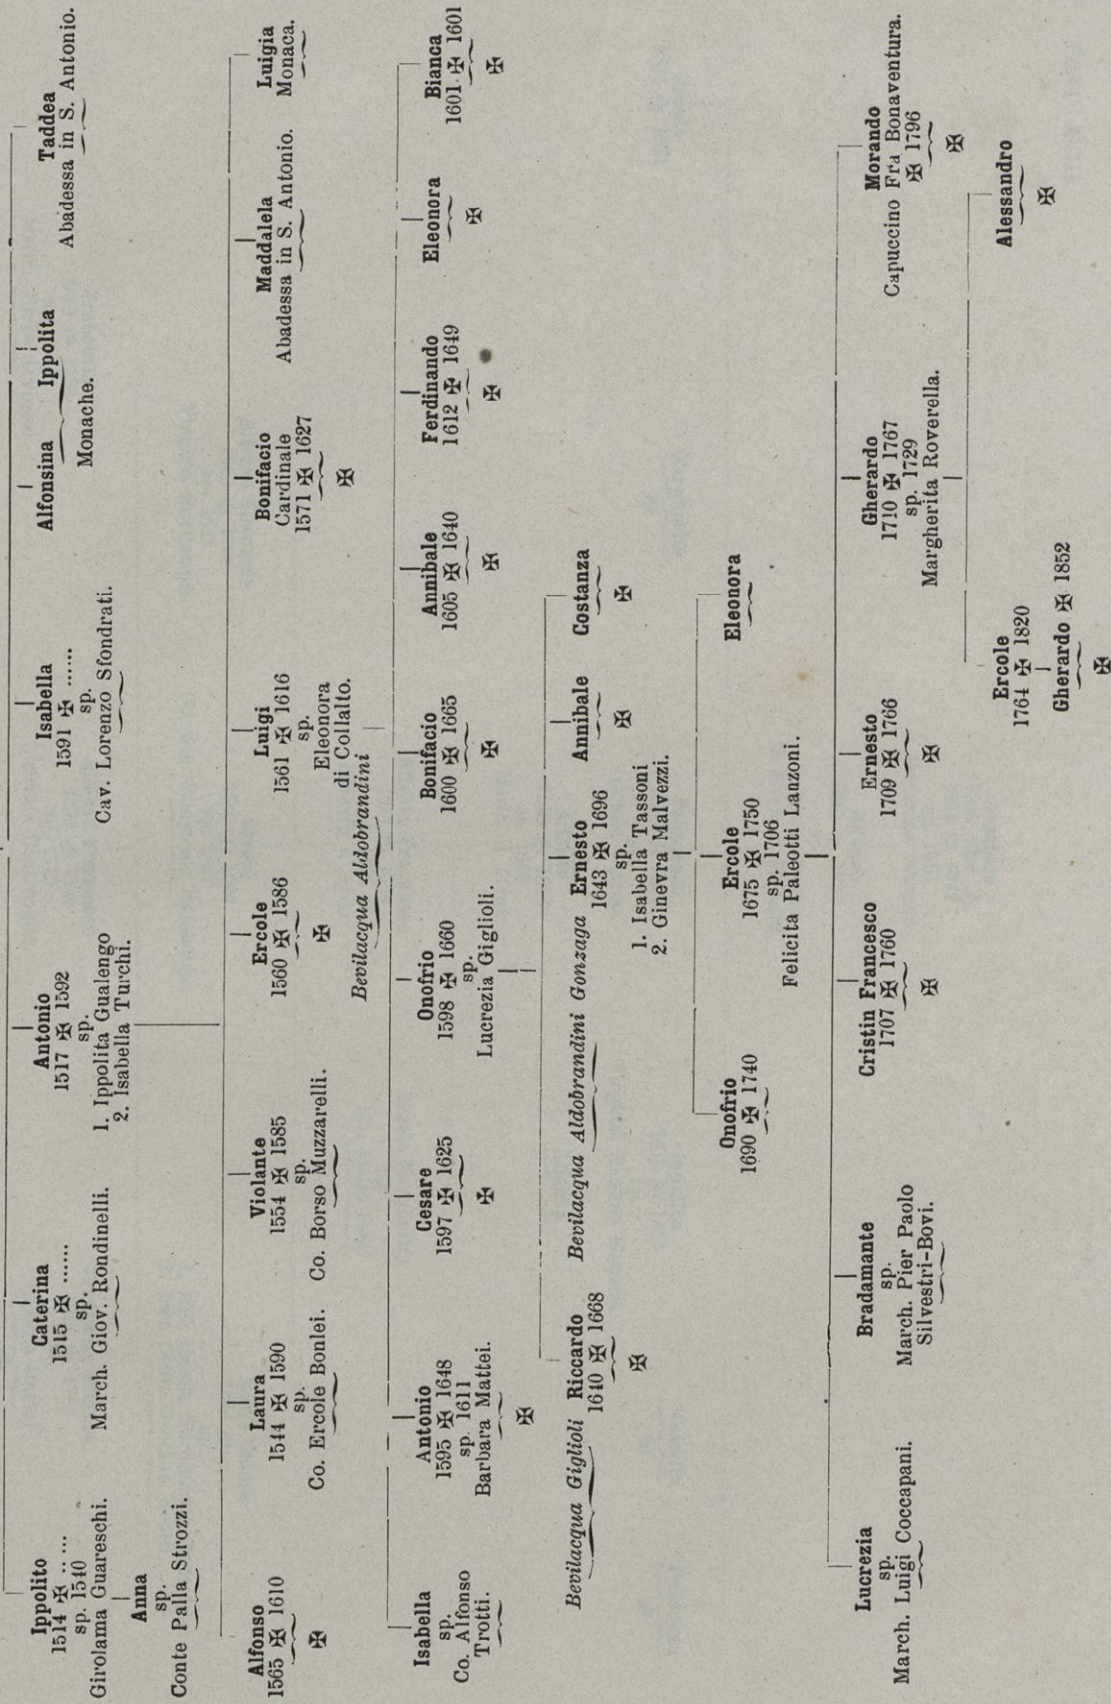 Ippolito
1514 ✠ ......
sp. 1540
Girolama Guareschi.
Anna
sp.
Conte Palla Strozzi.
Caterina
1515 ✠ ......
sp.
March. Giov. Rondinelli.
Antonio
1517 ✠ 1592
sp.
1. Ippolita Gualengo
2. Isabella Turchi.
Isabella
1591 ✠ ......
sp.
Cav. Lorenzo Sfondrati.
Alfonsina Ippolita
Monache.
Taddea
Abadessa in S. Antonio.
Alfonso
1565 ✠ 1610
✠
Laura
1544 ✠ 1590
sp.
Co. Ercole Bonlei.
Violante
1554 ✠ 1585
sp.
Co. Borso Muzzarelli.
Ercole
1560 ✠ 1586
✠
Luigi
1561 ✠ 1616
sp.
Eleonora
di Collalto.
Bevilacqua Aldobrandini
Bonifacio
Cardinale
1571 ✠ 1627
✠
Maddalela
Abadessa in S. Antonio.
Luigia
Monaca.
Isabella
sp.
Co. Alfonso
Trotti.
Antonio
1595 ✠ 1648
sp. 1611
Barbara Mattei.
✠
Cesare
1597 ✠ 1625
✠
Onofrio
1598 ✠ 1660
sp.
Lucrezia Giglioli.
Bonifacio
1600 ✠ 1665
✠
Annibale
1605 ✠ 1640
✠
Ferdinando
1612 ✠ 1649
✠
Eleonora
✠
Bianca
1601 ✠ 1601
✠
Bevilacqua Giglioli Riccardo
1640 ✠ 1668
✠
Bevilacqua Aldobrandini Gonzaga Ernesto
1643 ✠ 1696
sp.
1. Isabella Tassoni
2. Ginevra Malvezzi.
Annibale
✠
Costanza
✠
Onofrio
1690 ✠ 1740
Ercole
1675 ✠ 1750
sp. 1706
Felicita Paleotti Lanzoni.
Eleonora
Lucrezia
sp.
March. Luigi Coccapani.
Bradamante
sp.
March. Pier Paolo
Silvestri-Bovi.
Cristin Francesco
1707 ✠ 1760
✠
Ernesto
1709 ✠ 1766
✠
Gherardo
1710 ✠ 1767
sp. 1729
Margherita Roverella.
Morando
Capuccino Fra Bonaventura.
✠ 1796
✠
Ercole
1764 ✠ 1820
Gherardo ✠ 1852
✠
Alessandro
✠